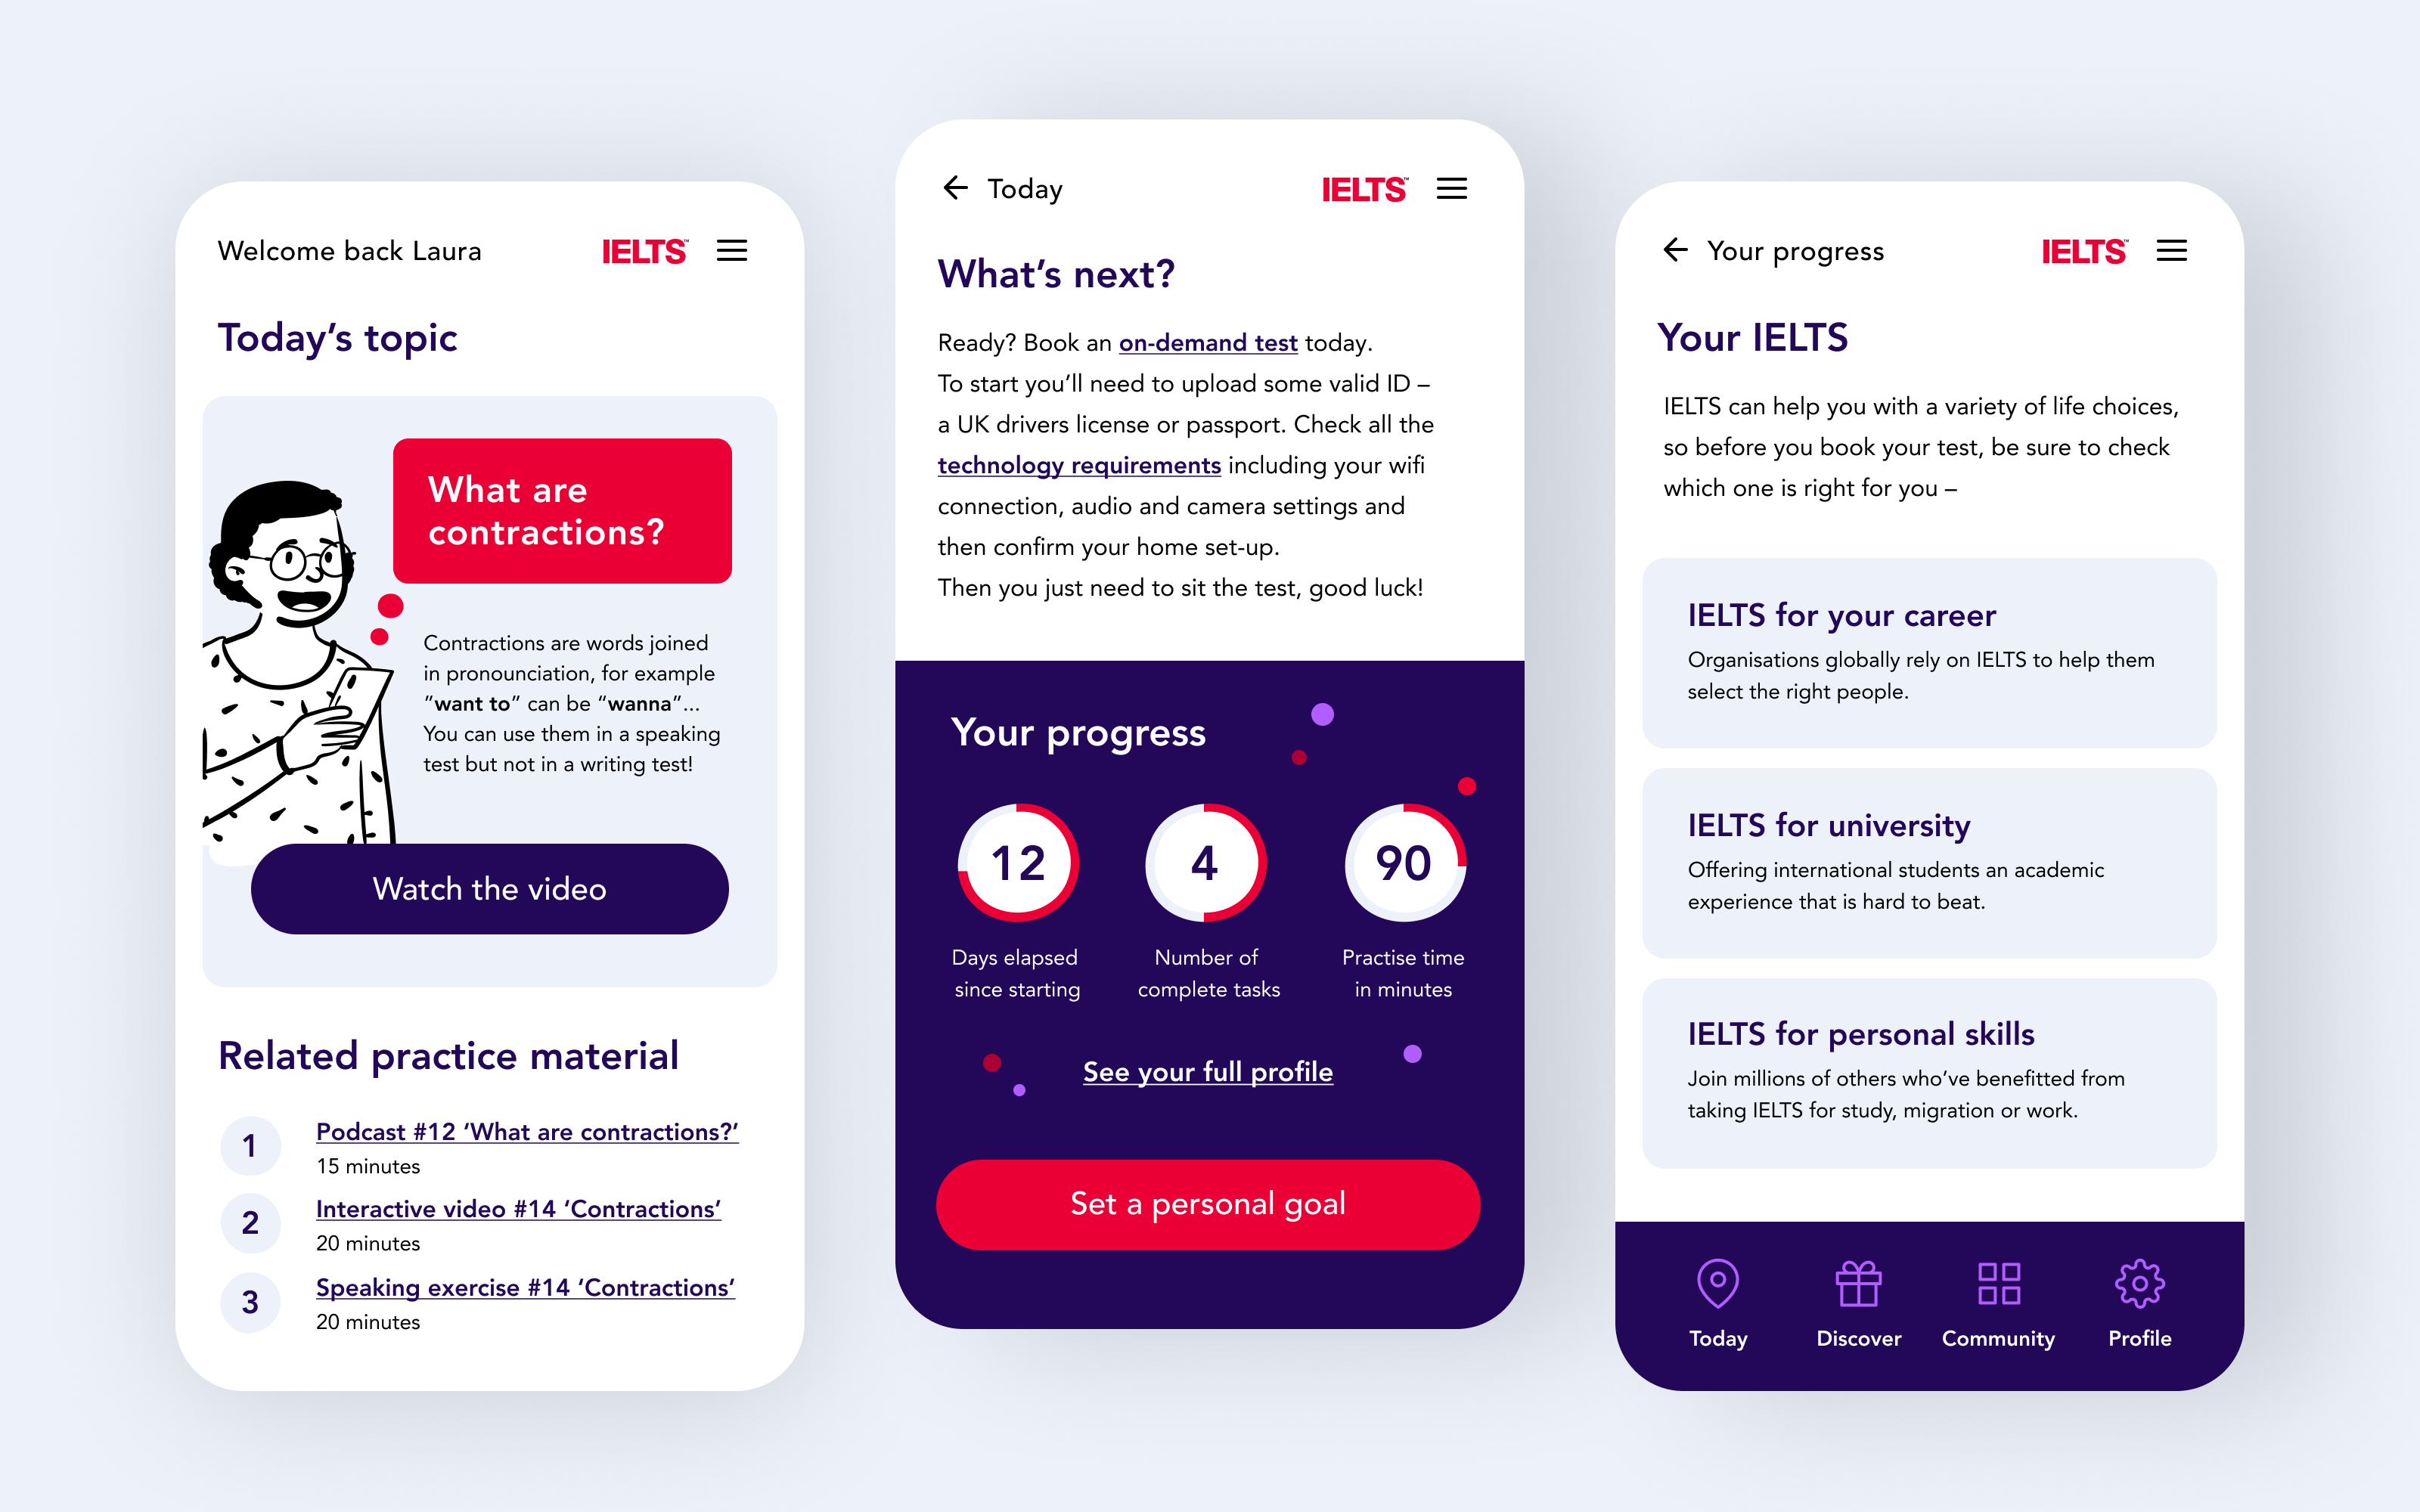 Welcome back Laura
IELTS™
Today’s topic
What are
contractions?
Contractions are words joined
in pronounciation, for example
“want to” can be “wanna”...
You can use them in a speaking
test but not in a writing test!
Watch the video
Related practice material
1
Podcast #12 ‘What are contractions?’
15 minutes
2
Interactive video #14 ‘Contractions’
20 minutes
3
Speaking exercise #14 ‘Contractions’
20 minutes
Today
IELTS™
What’s next?
Ready? Book an on-demand test today.
To start you’ll need to upload some valid ID –
a UK drivers license or passport. Check all the
technology requirements including your wifi
connection, audio and camera settings and
then confirm your home set-up.
Then you just need to sit the test, good luck!
Your progress
12
4
90
Days elapsed
since starting
Number of
complete tasks
Practise time
in minutes
See your full profile
Set a personal goal
Your progress
IELTS™
Your IELTS
IELTS can help you with a variety of life choices,
so before you book your test, be sure to check
which one is right for you –
IELTS for your career
Organisations globally rely on IELTS to help them
select the right people.
IELTS for university
Offering international students an academic
experience that is hard to beat.
IELTS for personal skills
Join millions of others who’ve benefitted from
taking IELTS for study, migration or work.
Today
Discover
Community
Profile